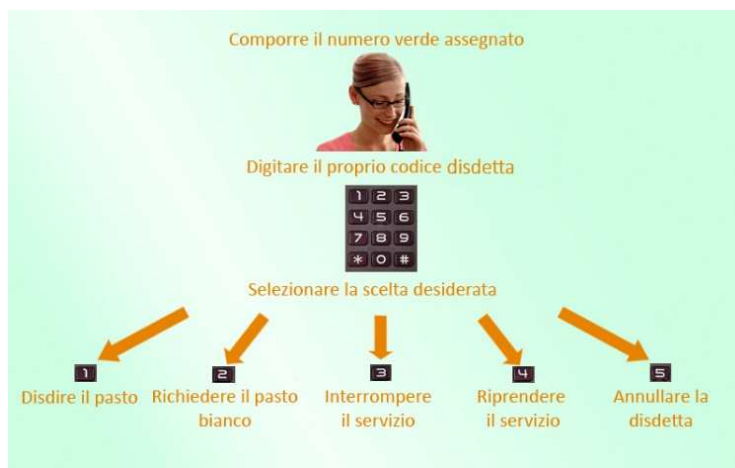 Comporre il numero verde assegnato
Digitare il proprio codice disdetta
1 2 3
4 5 6
7 8 9
* 0 #
Selezionare la scelta desiderata
1
Disdire il pasto
2
Richiedere il pasto
bianco
3
Interrompere
il servizio
4
Riprendere
il servizio
5
Annullare la
disdetta